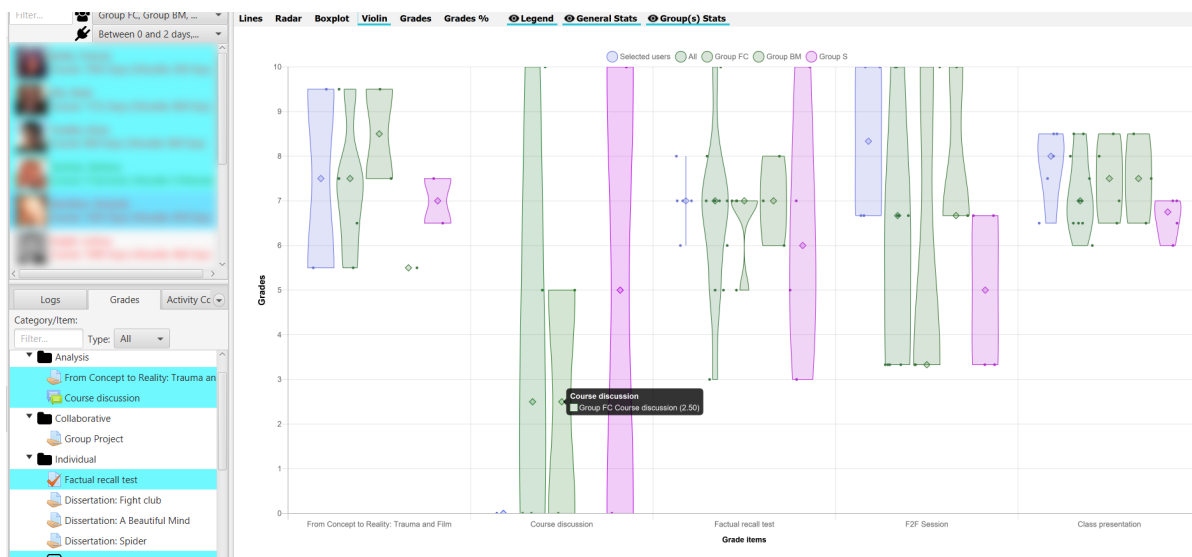 Filter...
Group FC, Group BM, ...
Between 0 and 2 days,...
Logs
Grades
Activity Cc
Category/Item:
Filter...
Type:
All
Analysis
From Concept to Reality: Trauma an
Course discussion
Collaborative
Group Project
Individual
Factual recall test
Dissertation: Fight club
Dissertation: A Beautiful Mind
Dissertation: Spider
Lines Radar Boxplot Violin Grades Grades % Legend General Stats Group(s) Stats
Selected users All Group FC Group BM Group S
Grades
10
9
8
7
6
5
4
3
2
1
0
Course discussion
Group FC Course discussion (2.50)
From Concept to Reality: Trauma and Film Course discussion Factual recall test F2F Session Class presentation
Grade items